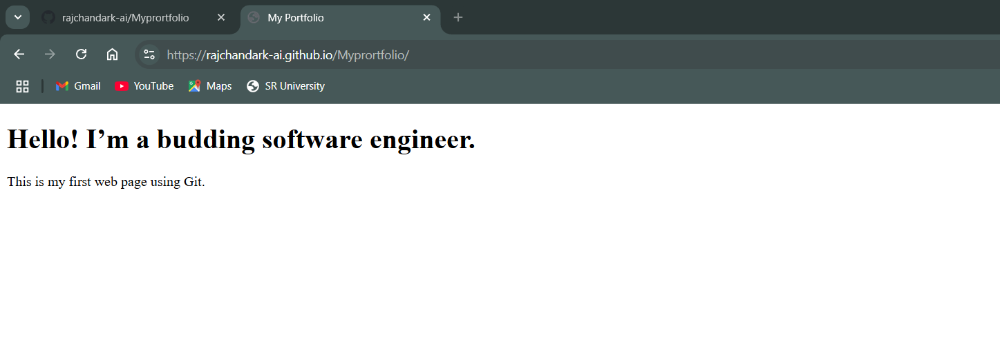 rajchandark-ai/Myprortfolio
My Portfolio
https://rajchandark-ai.github.io/Myprortfolio/
Gmail YouTube Maps SR University
Hello! I’m a budding software engineer.
This is my first web page using Git.